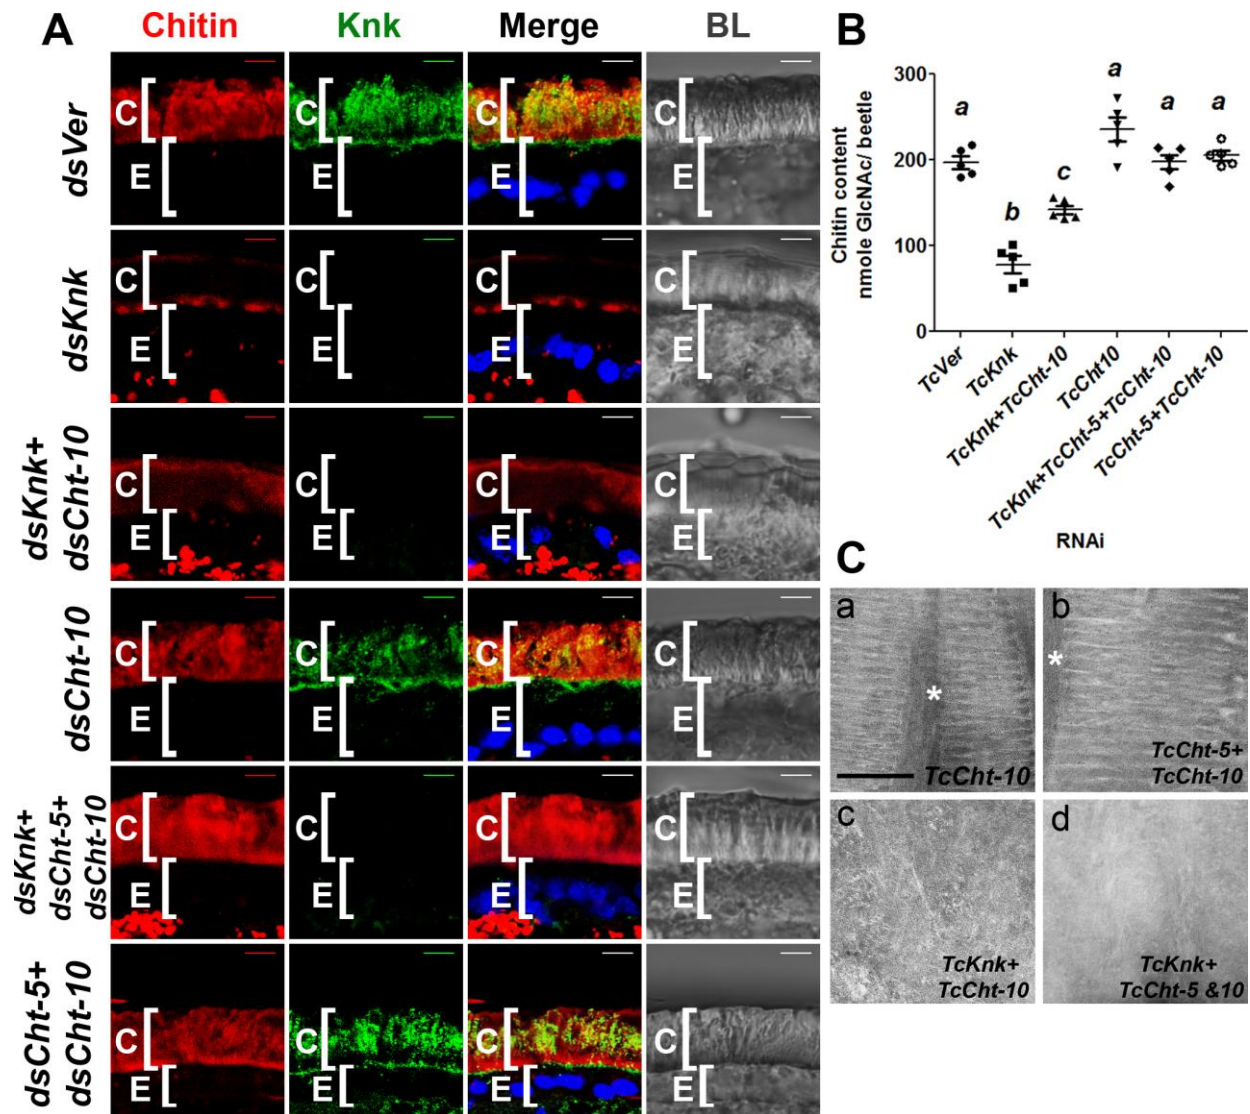 A
Chitin
Knk
Merge
BL
dsVer
C
E
C
E
C
E
C
E
dsKnk
C
E
C
E
C
E
C
E
dsKnk+
dsCht-10
C
E
C
E
C
E
C
E
dsCht-10
C
E
C
E
C
E
C
E
dsKnk+
dsCht-5+
dsCht-10
C
E
C
E
C
E
C
E
dsCht-5+
dsCht-10
C
E
C
E
C
E
C
E
B
Chitin content
nmole GlcNAc/ beetle
300
200
100
0
a
b
c
a
a
a
TcVer
TcKnk
TcKnk+TcCht-10
TcCht10
TcKnk+TcCht-5+TcCht-10
TcCht-5+TcCht-10
RNAi
C
a
*
TcCht-10
b
*
TcCht-5+
TcCht-10
c
TcKnk+
TcCht-10
d
TcKnk+
TcCht-5 &10